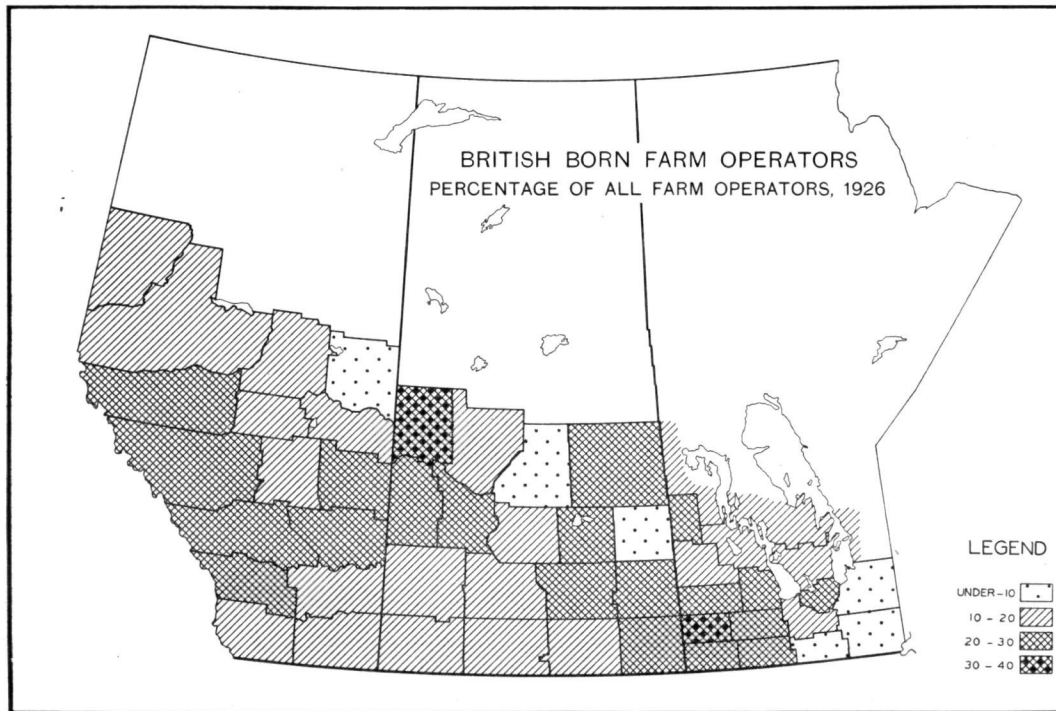 BRITISH BORN FARM OPERATORS
PERCENTAGE OF ALL FARM OPERATORS, 1926
LEGEND
UNDER-10
10 - 20
20 - 30
30 - 40